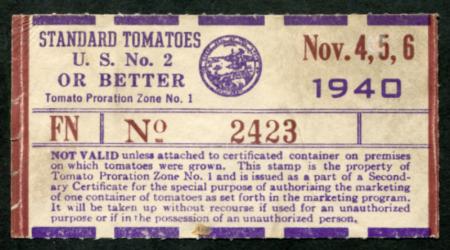 STANDARD TOMATOES
U. S. No. 2
OR BETTER
Tomato Proration Zone No. 1
Nov. 4, 5, 6
1940
FN No 2423
NOT VALID unless attached to certificated container on premises
on which tomatoes were grown. This stamp is the property of
Tomato Proration Zone No. 1 and is issued as a part of a Second-
ary Certificate for the special purpose of authorising the marketing
of one container of tomatoes as set forth in the marketing program.
It will be taken up without recourse if used for an unauthorized
purpose or if in the possession of an unauthorized person.